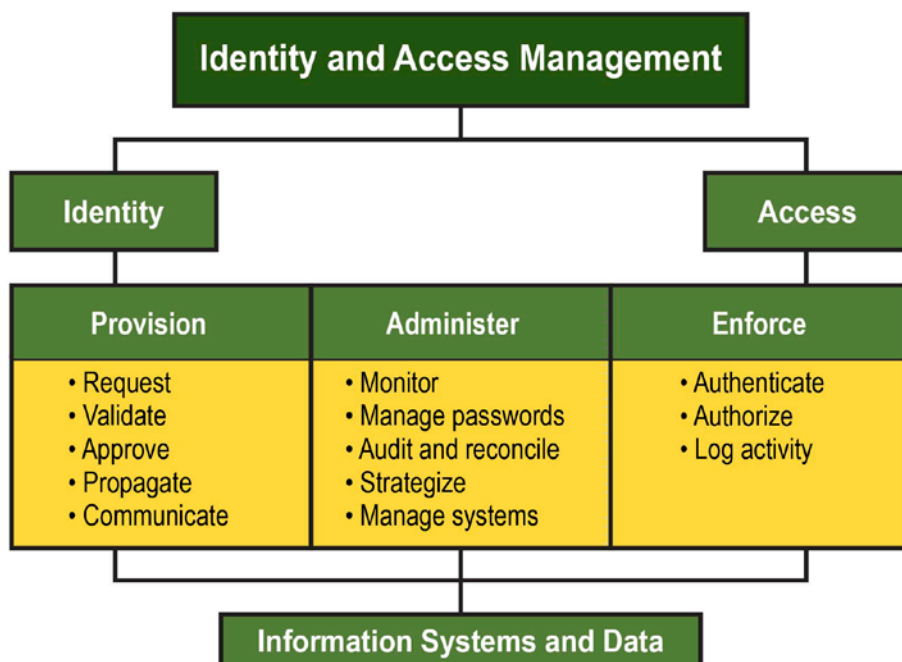 Identity and Access Management
Identity
Access
Provision
Administer
Enforce
• Request
• Validate
• Approve
• Propagate
• Communicate
• Monitor
• Manage passwords
• Audit and reconcile
• Strategize
• Manage systems
• Authenticate
• Authorize
• Log activity
Information Systems and Data